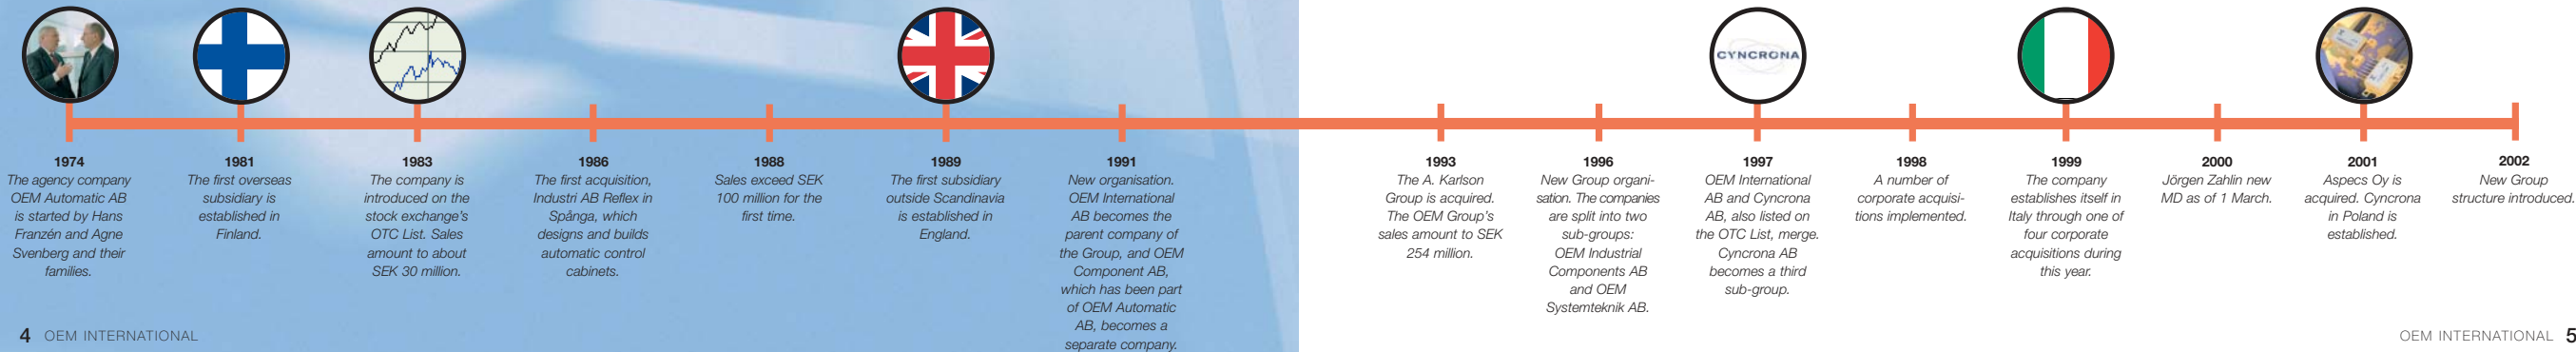 CYNCRONA
1974
The agency company
OEM Automatic AB
is started by Hans
Franzén and Agne
Svenberg and their
families.
1981
The first overseas
subsidiary is
established in
Finland.
1983
The company is
introduced on the
stock exchange's
OTC List. Sales
amount to about
SEK 30 million.
1986
The first acquisition,
Industri AB Reflex in
Spånga, which
designs and builds
automatic control
cabinets.
1988
Sales exceed SEK
100 million for the
first time.
1989
The first subsidiary
outside Scandinavia
is established in
England.
1991
New organisation.
OEM International
AB becomes the
parent company of
the Group, and OEM
Component AB,
which has been part
of OEM Automatic
AB, becomes a
separate company.
1993
The A. Karlson
Group is acquired.
The OEM Group's
sales amount to SEK
254 million.
1996
New Group organi-
sation. The companies
are split into two
sub-groups:
OEM Industrial
Components AB
and OEM
Systemteknik AB.
1997
OEM International
AB and Cyncrona
AB, also listed on
the OTC List, merge.
Cyncrona AB
becomes a third
sub-group.
1998
A number of
corporate acquisi-
tions implemented.
1999
The company
establishes itself in
Italy through one of
four corporate
acquisitions during
this year.
2000
Jörgen Zahlin new
MD as of 1 March.
2001
Aspecs Oy is
acquired. Cyncrona
in Poland is
established.
2002
New Group
structure introduced.
4 OEM INTERNATIONAL
OEM INTERNATIONAL 5